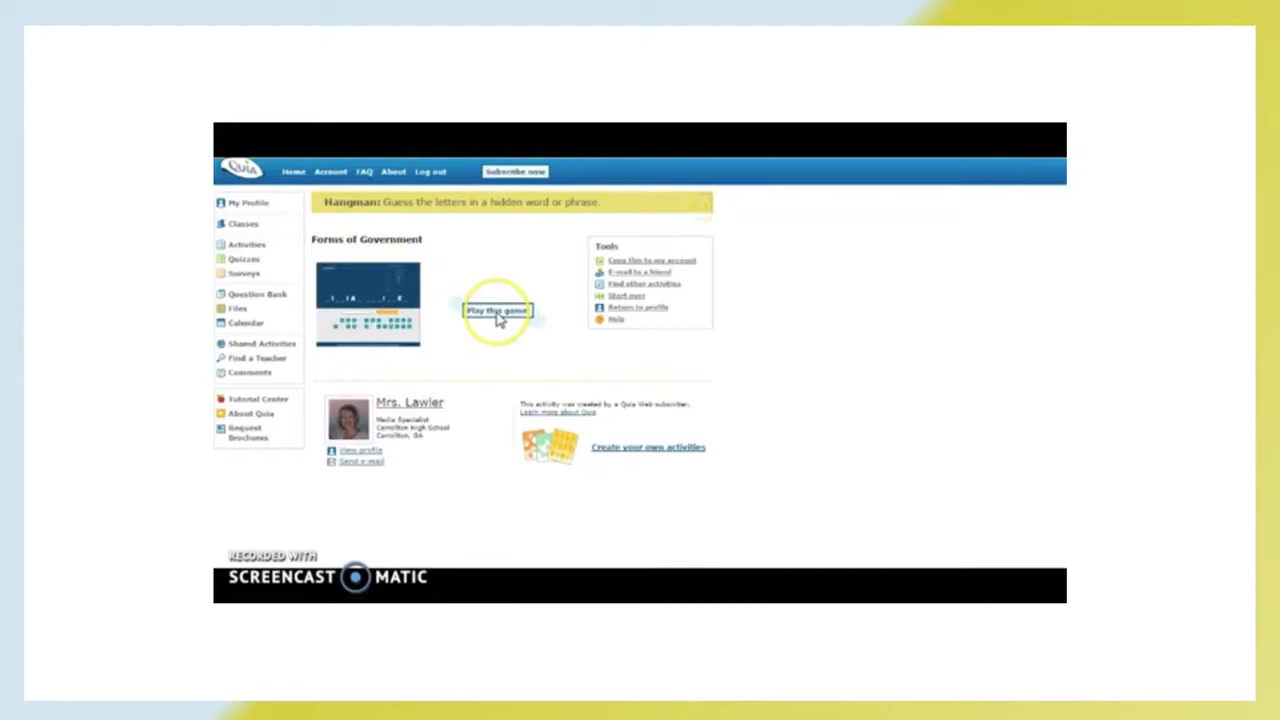 QUIA
Home Account FAQ About Log out Subscribe now
My Profile
Classes
Activities
Quizzes
Surveys
Question Bank
Files
Calendar
Shared Activities
Find a Teacher
Comments
Tutorial Center
About Quia
Request
Brochures
Hangman: Guess the letters in a hidden word or phrase.
Forms of Government
Play this game
Tools
Copy this to my account
E-mail to a friend
Find other activities
Start over
Return to profile
Help
Mrs. Lawler
Media Specialist
Carrollton High School
Carrollton, GA
View profile
Send e-mail
This activity was created by a Quia Web subscriber.
Learn more about Quia
Create your own activities
RECORDED WITH
SCREENCAST MATIC